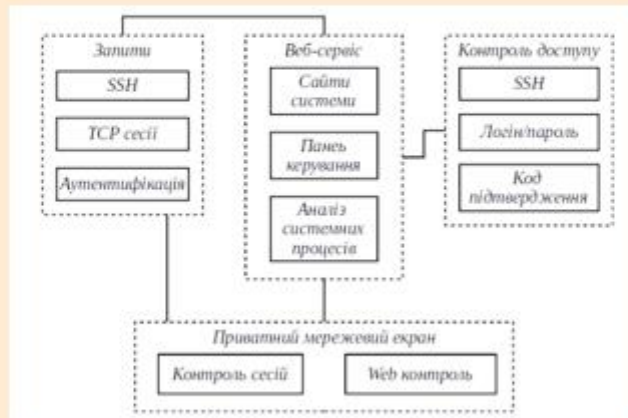 Запити
SSH
TCP сесії
Аутентифікація
Веб-сервіс
Сайти
системи
Панеь
керування
Аналіз
системних
процесів
Контроль доступу
SSH
Логін/пароль
Код
підтвердження
Приватний мережевий екран
Контроль сесій
Web контроль